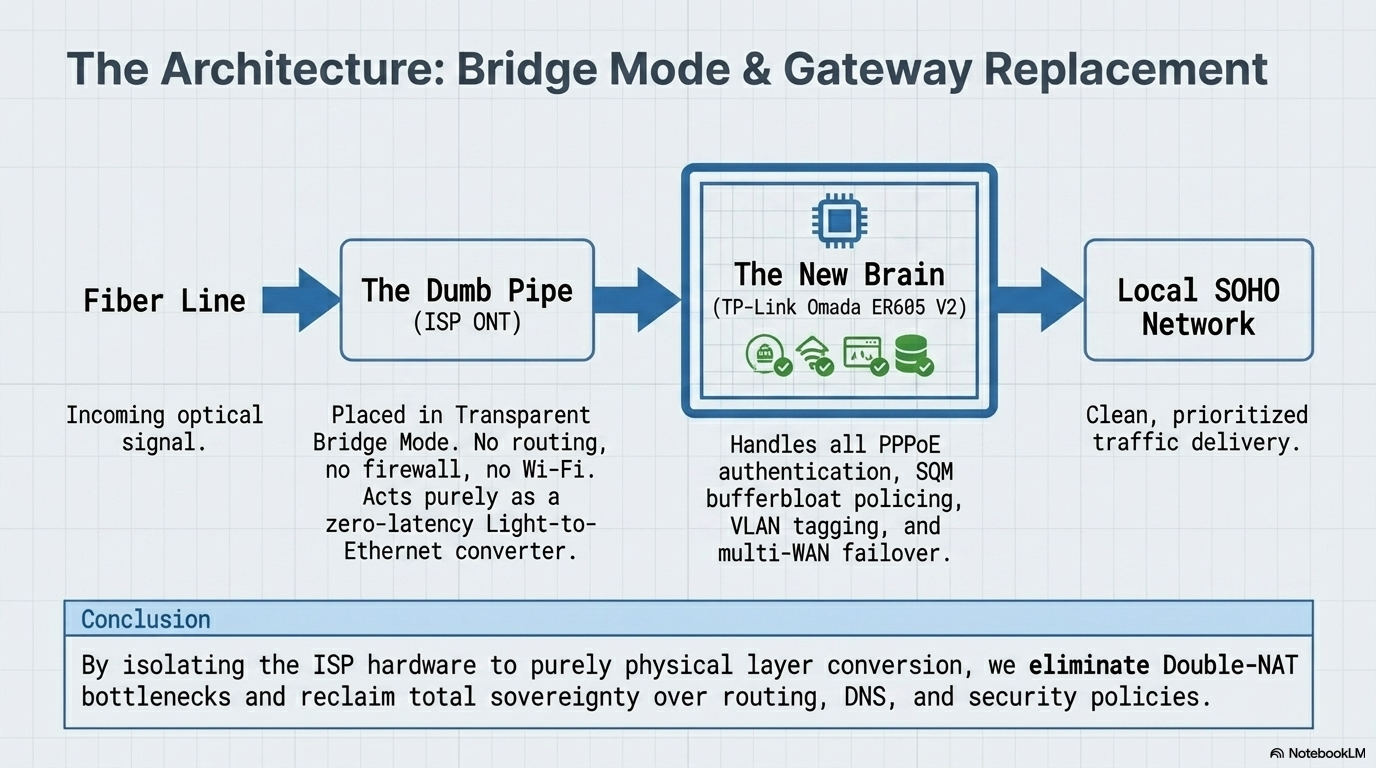 The Architecture: Bridge Mode & Gateway Replacement
Fiber Line
Incoming optical
signal.
The Dumb Pipe
(ISP ONT)
Placed in Transparent
Bridge Mode. No routing,
no firewall, no Wi-Fi.
Acts purely as a
zero-latency Light-to-
Ethernet converter.
The New Brain
(TP-Link Omada ER605 V2)
Handles all PPPoE
authentication, SQM
bufferbloat policing,
VLAN tagging, and
multi-WAN failover.
Local SOHO
Network
Clean, prioritized
traffic delivery.
Conclusion
By isolating the ISP hardware to purely physical layer conversion, we eliminate Double-NAT
bottlenecks and reclaim total sovereignty over routing, DNS, and security policies.
NotebookLM